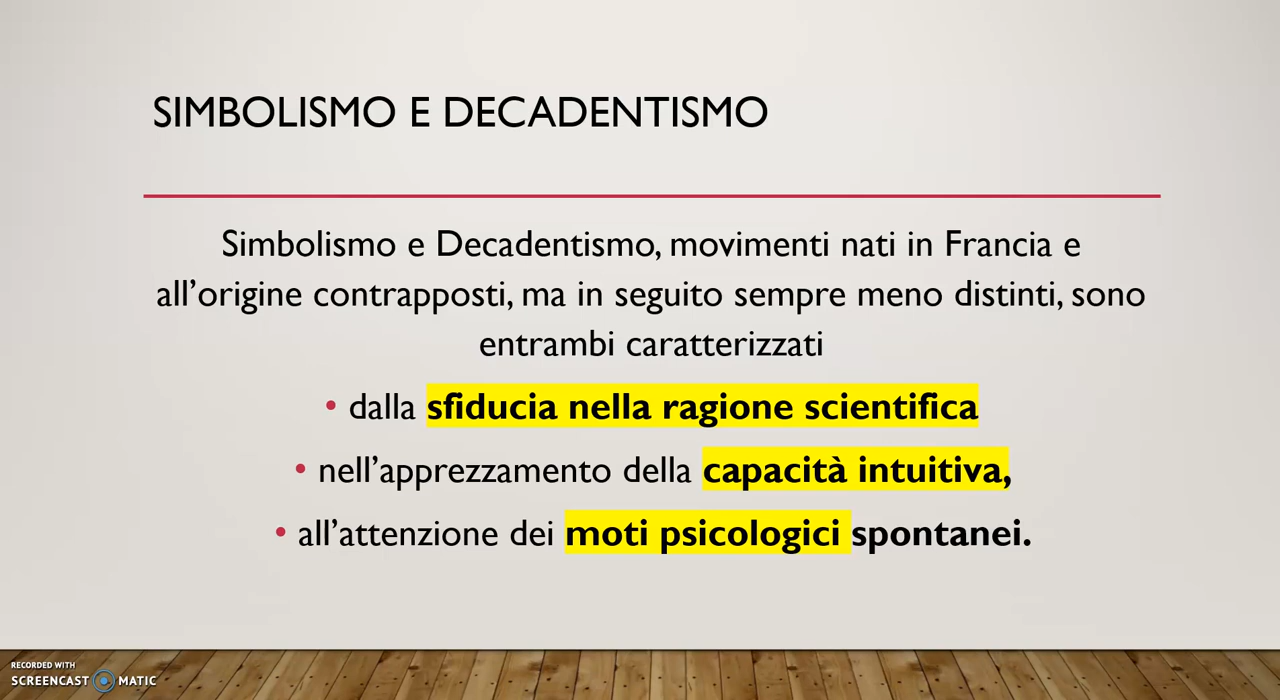 SIMBOLISMO E DECADENTISMO
Simbolismo e Decadentismo, movimenti nati in Francia e
all’origine contrapposti, ma in seguito sempre meno distinti, sono
entrambi caratterizzati
• dalla sfiducia nella ragione scientifica
• nell’apprezzamento della capacità intuitiva,
• all’attenzione dei moti psicologici spontanei.
RECORDED WITH
SCREENCAST MATIC